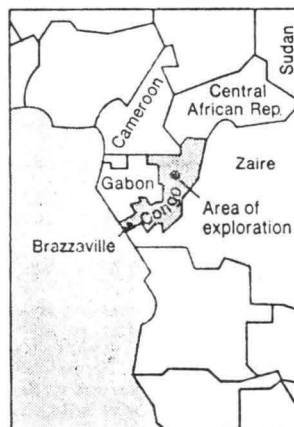 Sudan
Cameroon
Central
African Rep.
Zaire
Gabon
Congo
Area of
exploration
Brazzaville